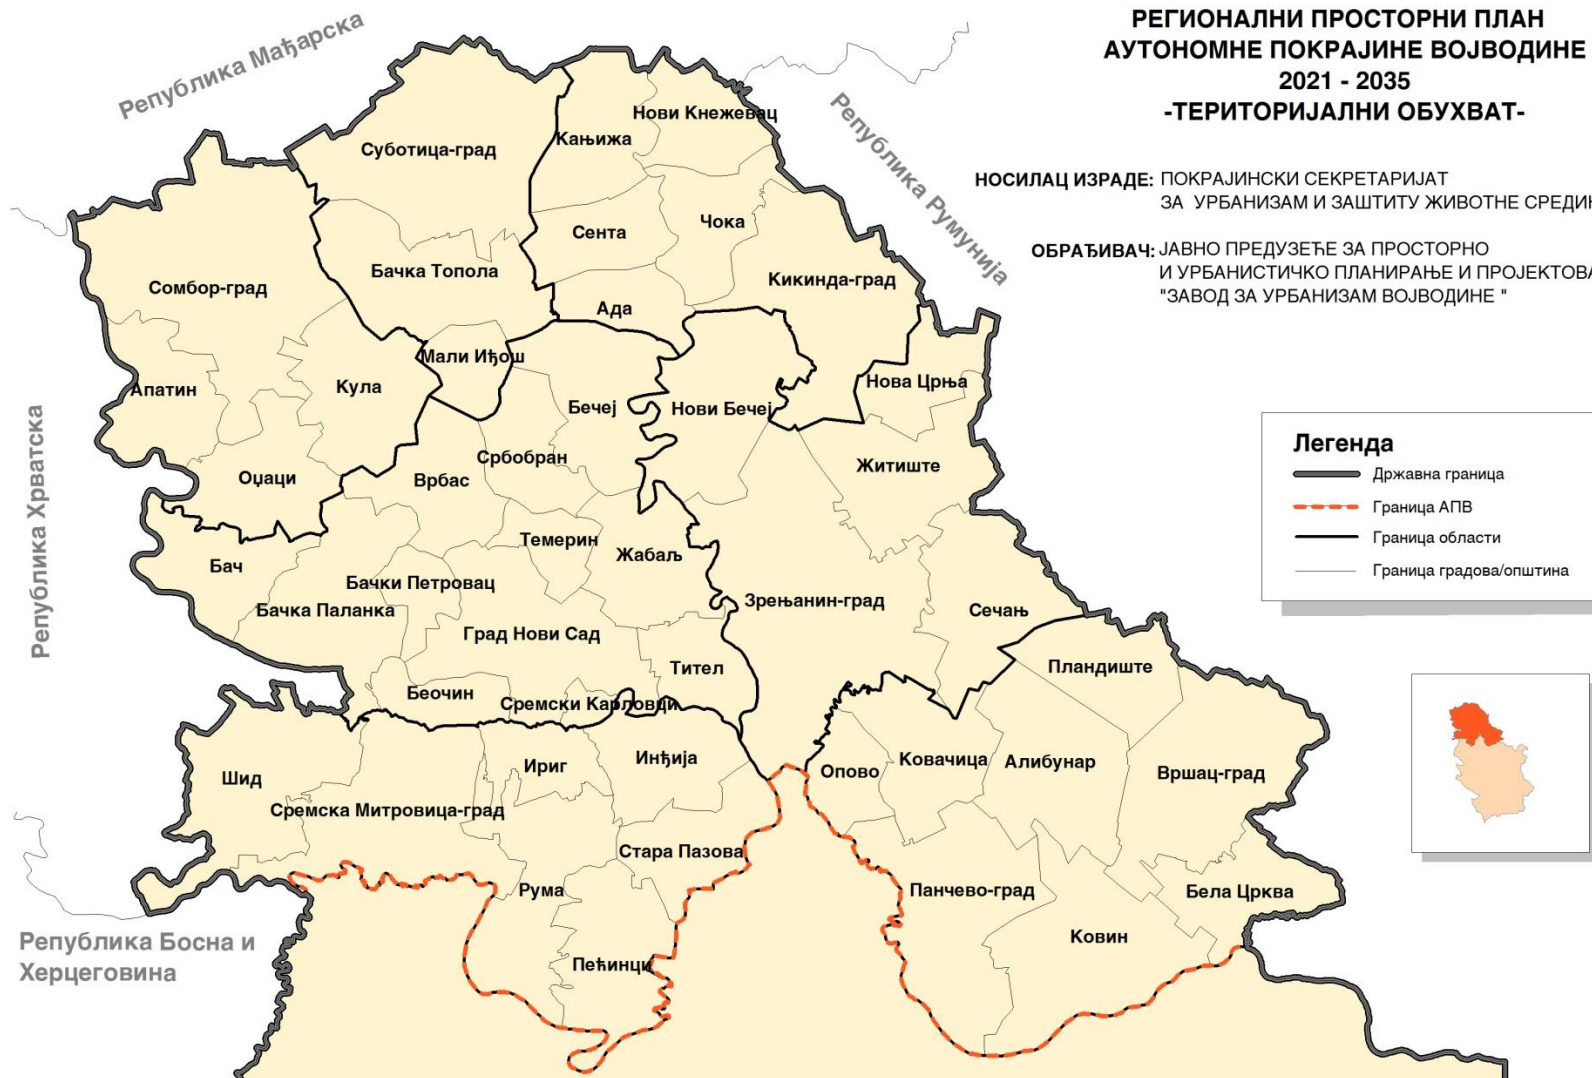 РЕГИОНАЛНИ ПРОСТОРНИ ПЛАН
АУТОНОМНЕ ПОКРАЈИНЕ ВОЈВОДИНЕ
2021 - 2035
-ТЕРИТОРИЈАЛНИ ОБУХВАТ-
НОСИЛАЦ ИЗРАДЕ: ПОКРАЈИНСКИ СЕКРЕТАРИЈАТ
ЗА УРБАНИЗАМ И ЗАШТИТУ ЖИВОТНЕ
ОБРАЂИВАЧ: ЈАВНО ПРЕДУЗЕЋЕ ЗА ПРОСТОРНО
И УРБАНИСТИЧКО ПЛАНИРАЊЕ И
"ЗАВОД ЗА УРБАНИЗАМ ВОЈВОДИНЕ "
Република Мађарска
Република Румунија
Република Хрватска
Република Босна и
Херцеговина
Нови Кнежевац
Кањижа
Суботица-град
Чока
Сента
Бачка Топола
Кикинда-град
Сомбор-град
Ада
Мали Иђош
Нова Црња
Апатин
Кула
Бечеј
Нови Бечеј
Србобран
Житиште
Оџаци
Врбас
Темерин
Жабаљ
Бач
Бачки Петровац
Бачка Паланка
Зрењанин-град
Сечањ
Град Нови Сад
Тител
Пландиште
Беочин
Сремски Карловци
Шид
Ириг
Инђија
Опово
Ковачица
Алибунар
Вршац-град
Сремска Митровица-град
Стара Пазова
Рума
Панчево-град
Бела Црква
Ковин
Пећинци
Легенда
Државна граница
Граница АПВ
Граница области
Граница градова/општина